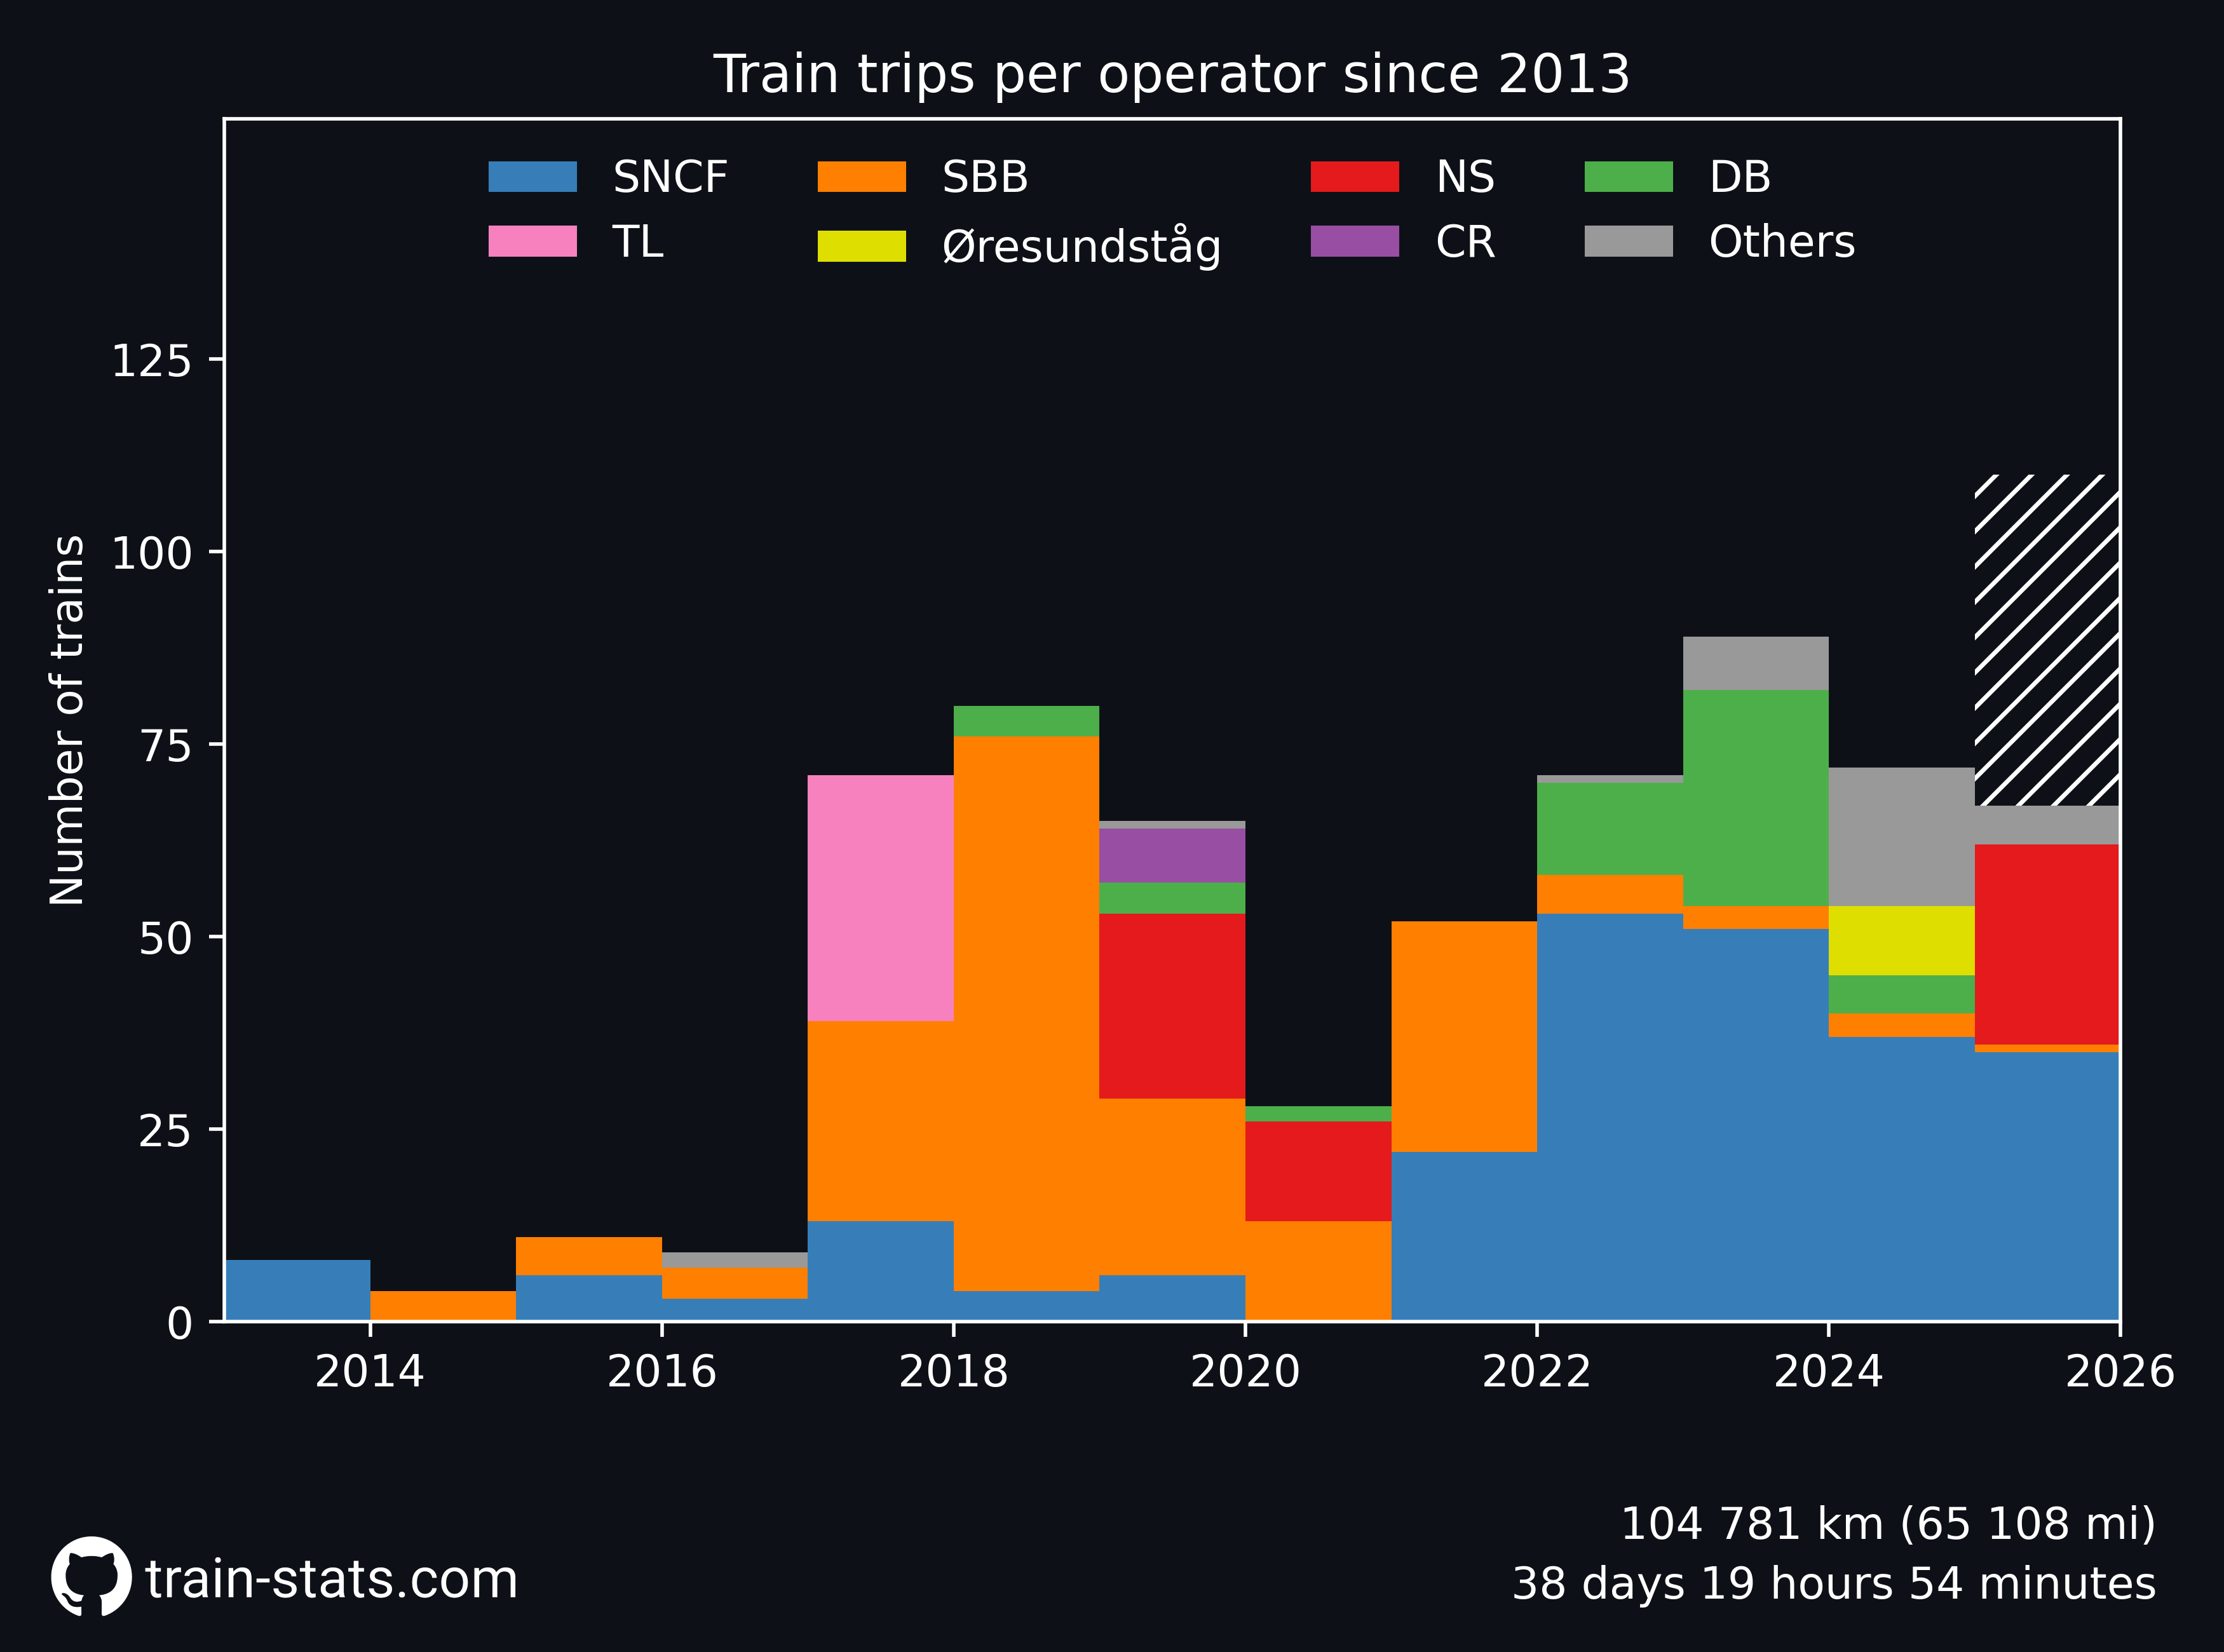 Train trips per operator since 2013
SNCF SBB NS DB
TL Øresundståg CR Others
Number of trains
125
100
75
50
25
0
2014 2016 2018 2020 2022 2024 2026
104 781 km (65 108 mi)
train-stats.com
38 days 19 hours 54 minutes